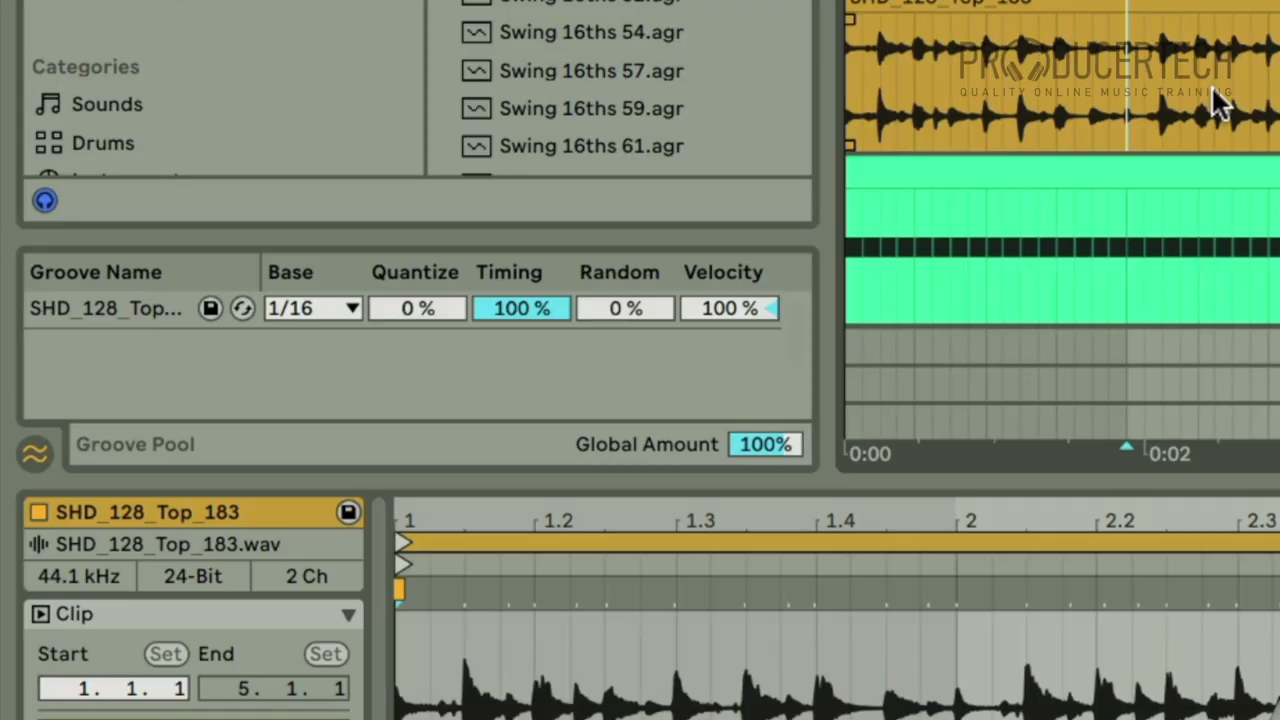 Swing 16ths 54.agr
Swing 16ths 57.agr
Swing 16ths 59.agr
Swing 16ths 61.agr
Categories
Sounds
Drums
SHD_128_Top_183
PRODUCERTECH
QUALITY ONLINE MUSIC TRAINING
Groove Name Base Quantize Timing Random Velocity
SHD_128_Top... 1/16 0 % 100 % 0 % 100 %
Groove Pool Global Amount 100%
0:00 0:02
SHD_128_Top_183
SHD_128_Top_183.wav
44.1 kHz 24-Bit 2 Ch
Clip
Start Set End Set
1. 1. 1 5. 1. 1
1 1.2 1.3 1.4 2 2.2 2.3